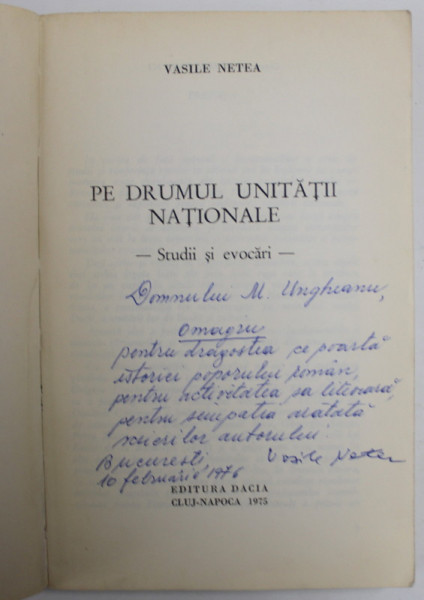 VASILE NETEA
PE DRUMUL UNITĂȚII
NAȚIONALE
— Studii și evocări —
Domnului M. Ungheanu,
omagiu
pentru dragostea ce poartă
istoriei poporului român,
pentru activitatea sa literară,
pentru simpatia arătată
scrierilor autorului.
București
Vasile Netea
10 februarie 1976
EDITURA DACIA
CLUJ-NAPOCA 1975